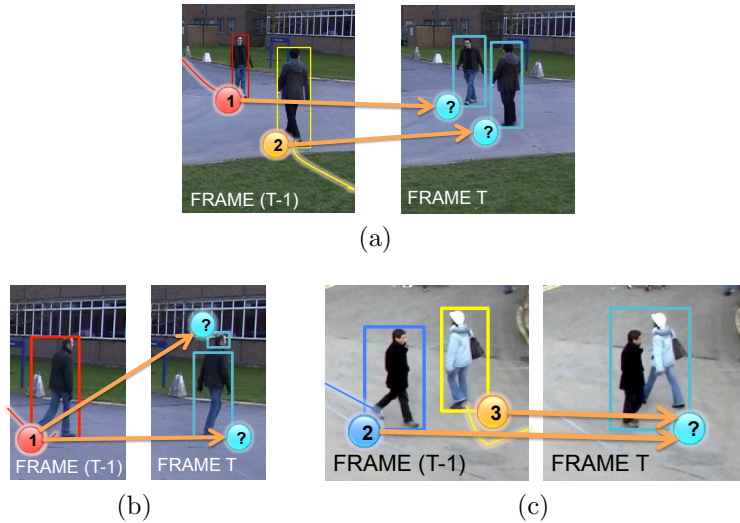 1
2
?
?
FRAME (T-1)
FRAME T
(a)
?
1
?
FRAME (T-1)
FRAME T
(b)
2
3
?
FRAME (T-1)
FRAME T
(c)